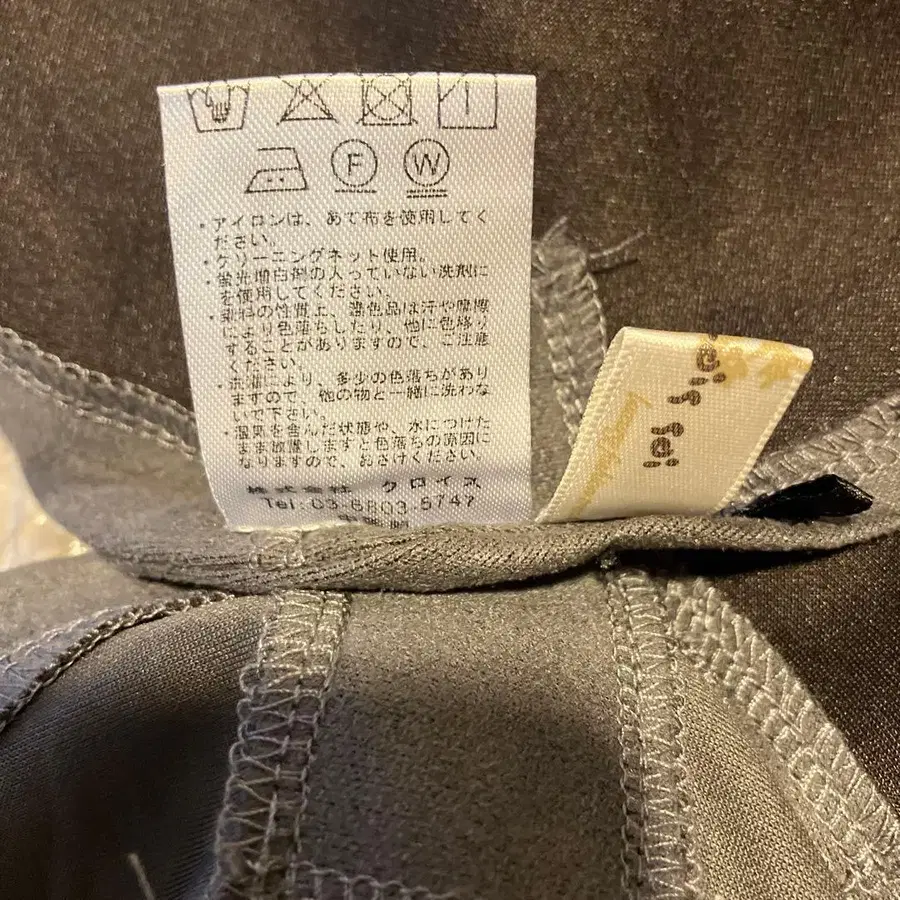 F W
・アイロンは、あて布を使用してく
ださい。
・クリーニングネット使用。
・蛍光増白剤の入っていない洗剤に
を使用してください。
・染料の性質上、濃色品は汗や摩擦
により色落ちしたり、他に色移り
することがありますので、ご注意
ください。
・洗濯により、多少の色落ちがあり
ますので、他の物と一緒に洗わな
いで下さい。
・湿気を含んだ状態や、水につけた
まま放置しますと色落ちの原因に
なりますので、おさけください。
株式会社 クロイス
Tel:03-6803-5747